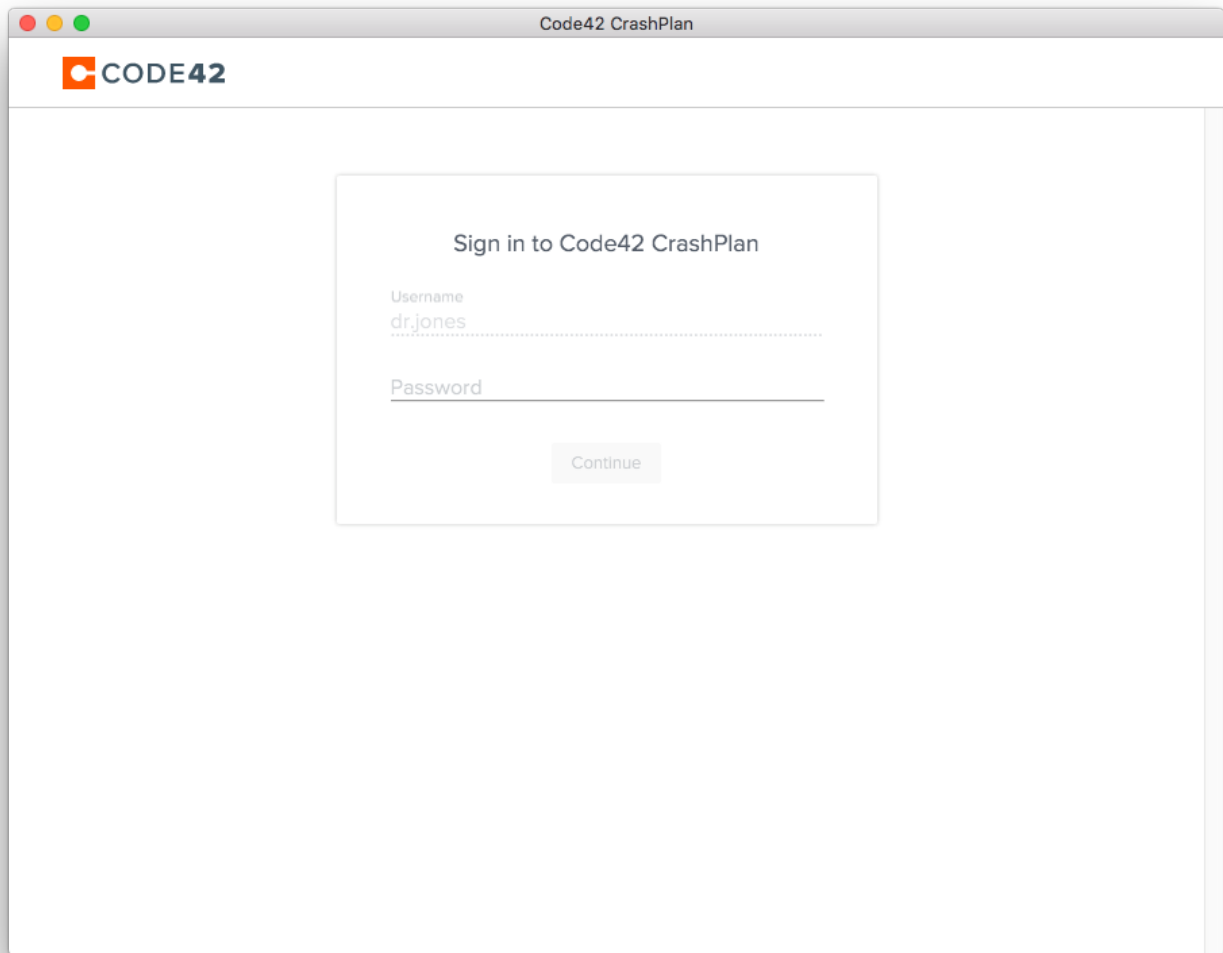 Code42 CrashPlan
CODE42
Sign in to Code42 CrashPlan
Username
dr.jones
Password
Continue